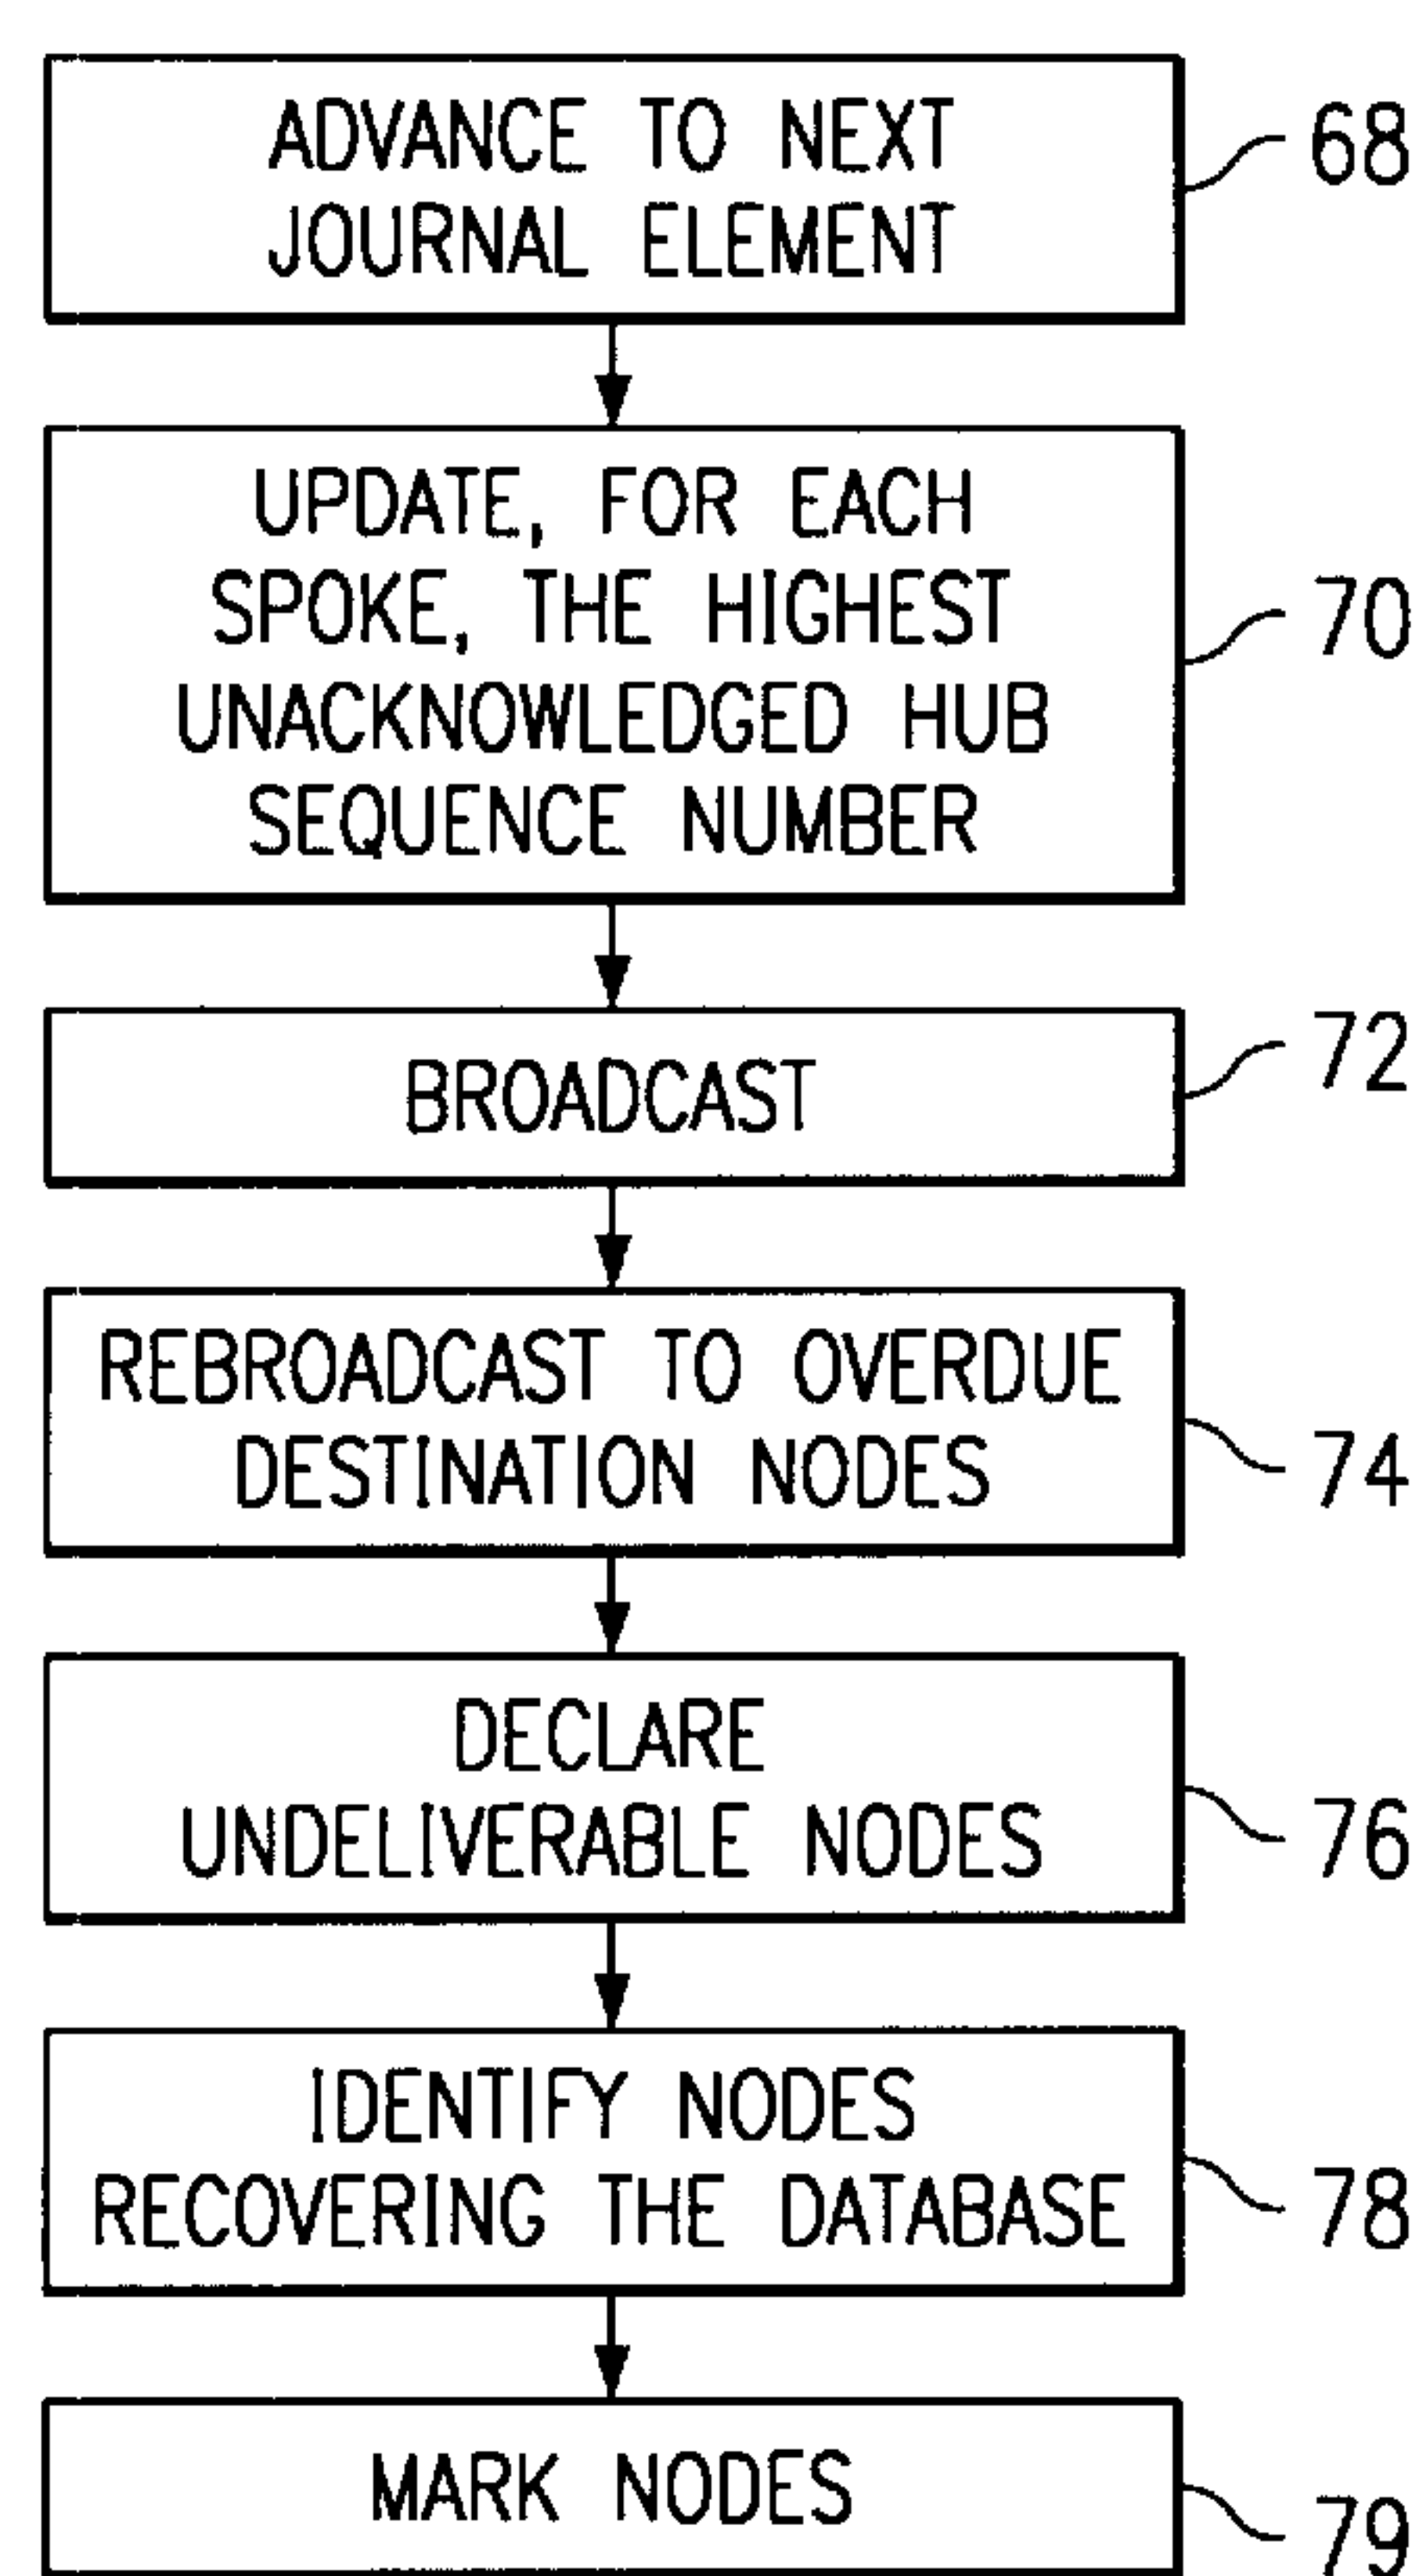 ADVANCE TO NEXT
JOURNAL ELEMENT
68
UPDATE, FOR EACH
SPOKE, THE HIGHEST
UNACKNOWLEDGED HUB
SEQUENCE NUMBER
70
BROADCAST
72
REBROADCAST TO OVERDUE
DESTINATION NODES
74
DECLARE
UNDELIVERABLE NODES
76
IDENTIFY NODES
RECOVERING THE DATABASE
78
MARK NODES
79